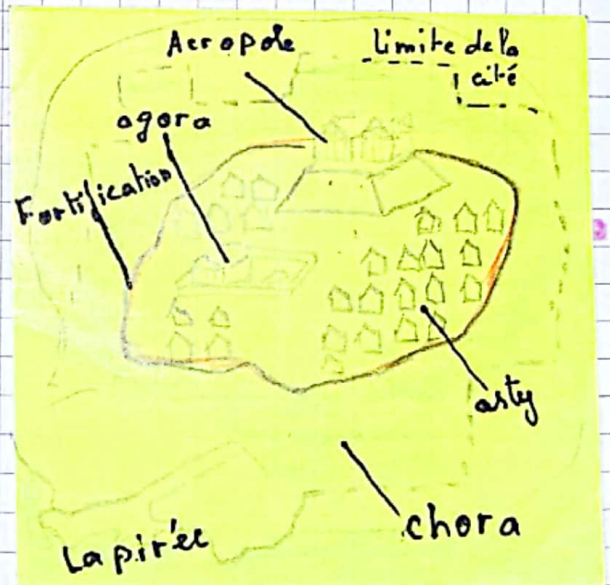 Acropole
limite de la
cité
agora
Fortification
asty
chora
la pirée